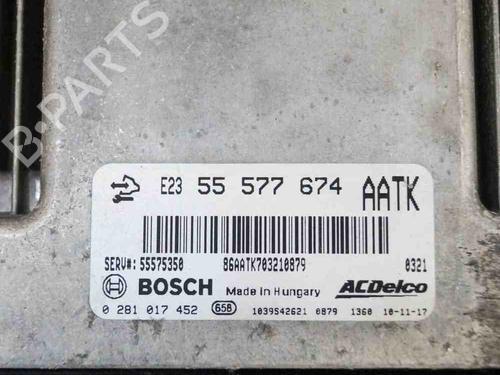 B-PARTS
E23 55 577 674 AATK
SERV#: 55575350 86AATK703210879 0321
BOSCH Made in Hungary ACDelco
0 281 017 452 658 1039S42621 0879 1360 10-11-17